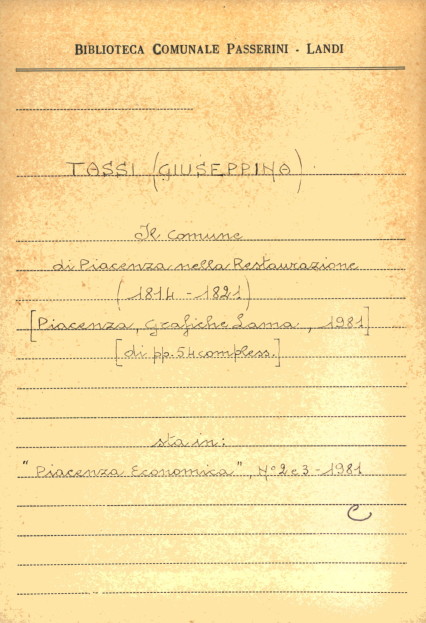 BIBLIOTECA COMUNALE PASSERINI - LANDI
TASSI (GIUSEPPINA)
Il Comune
di Piacenza nella Restaurazione
(1814 - 1821)
[Piacenza, Grafiche Lama, 1981]
[di pp. 54 compless.]
sta in:
"Piacenza Economica", N° 2 e 3 - 1981
C